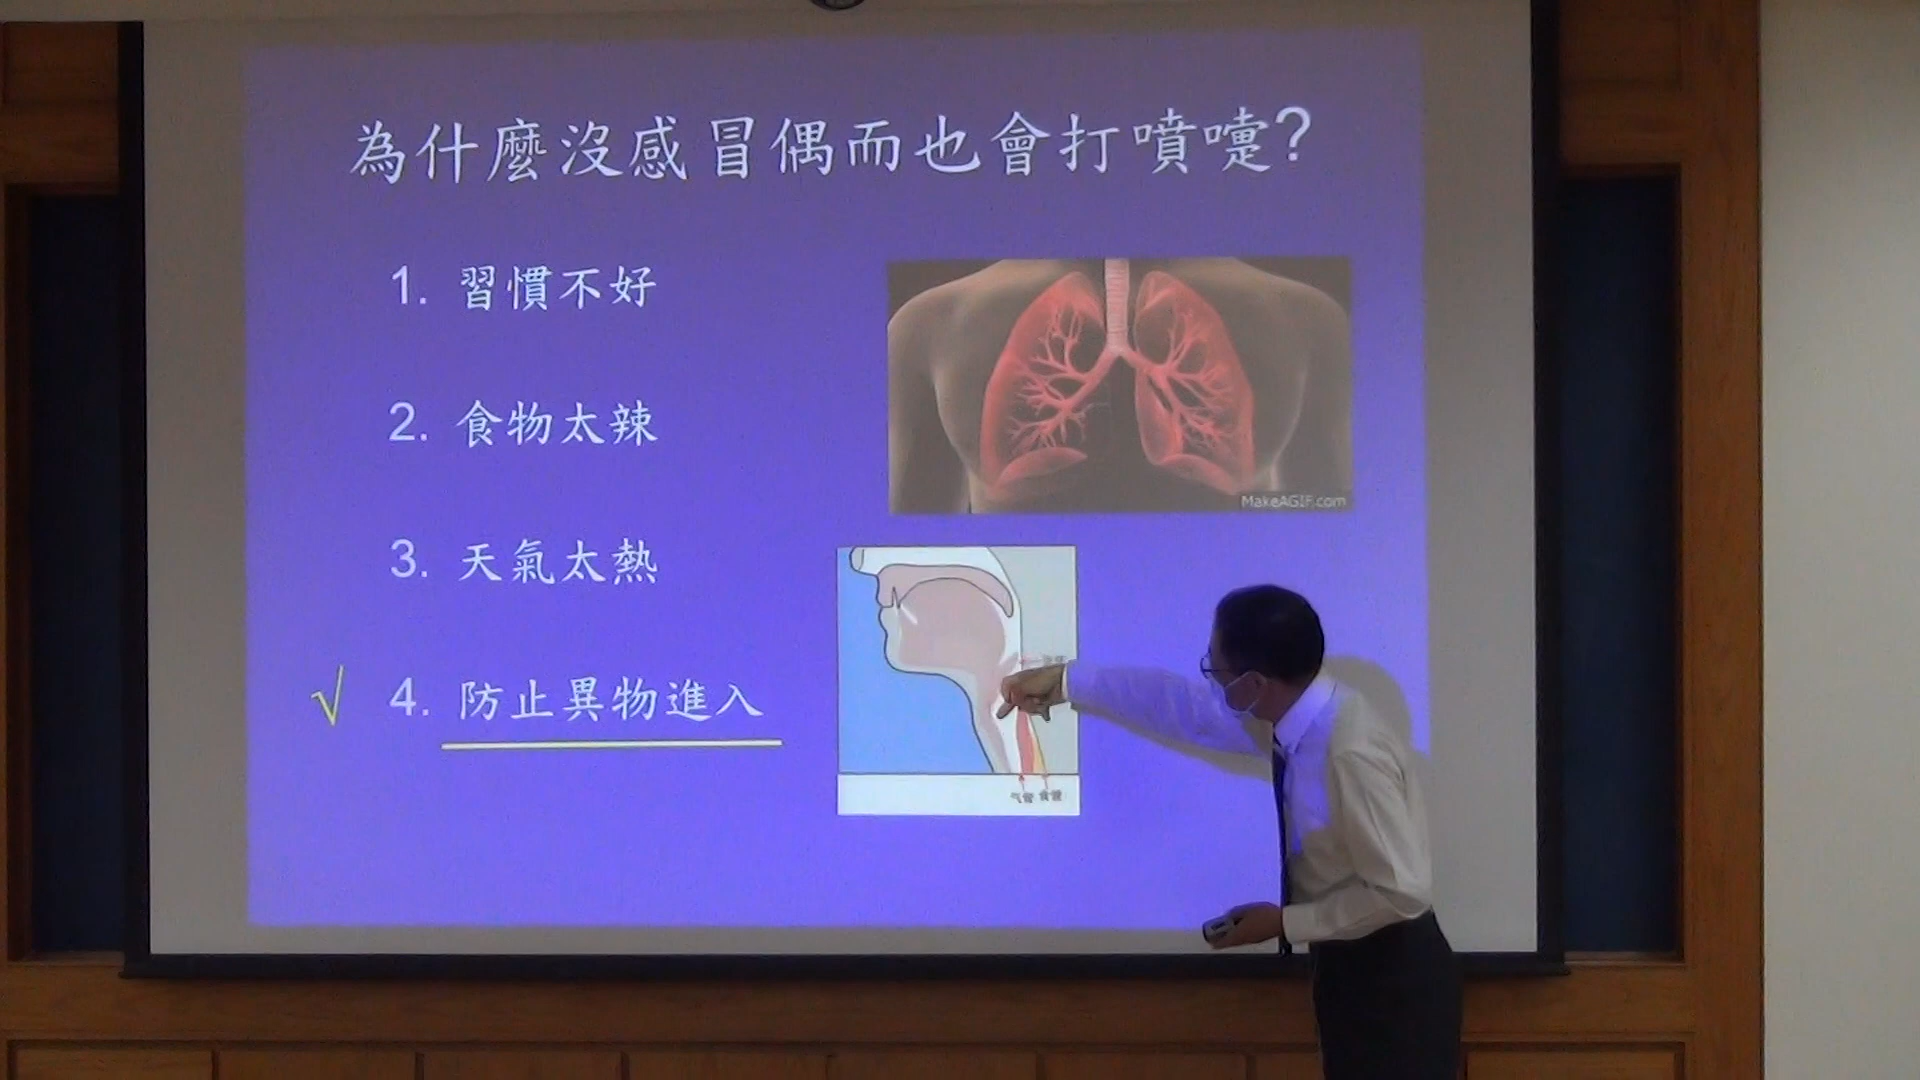 為什麼沒感冒偶而也會打噴嚏?
1. 習慣不好
2. 食物太辣
3. 天氣太熱
√ 4. 防止異物進入
MakeAGIF.com
气管 食管